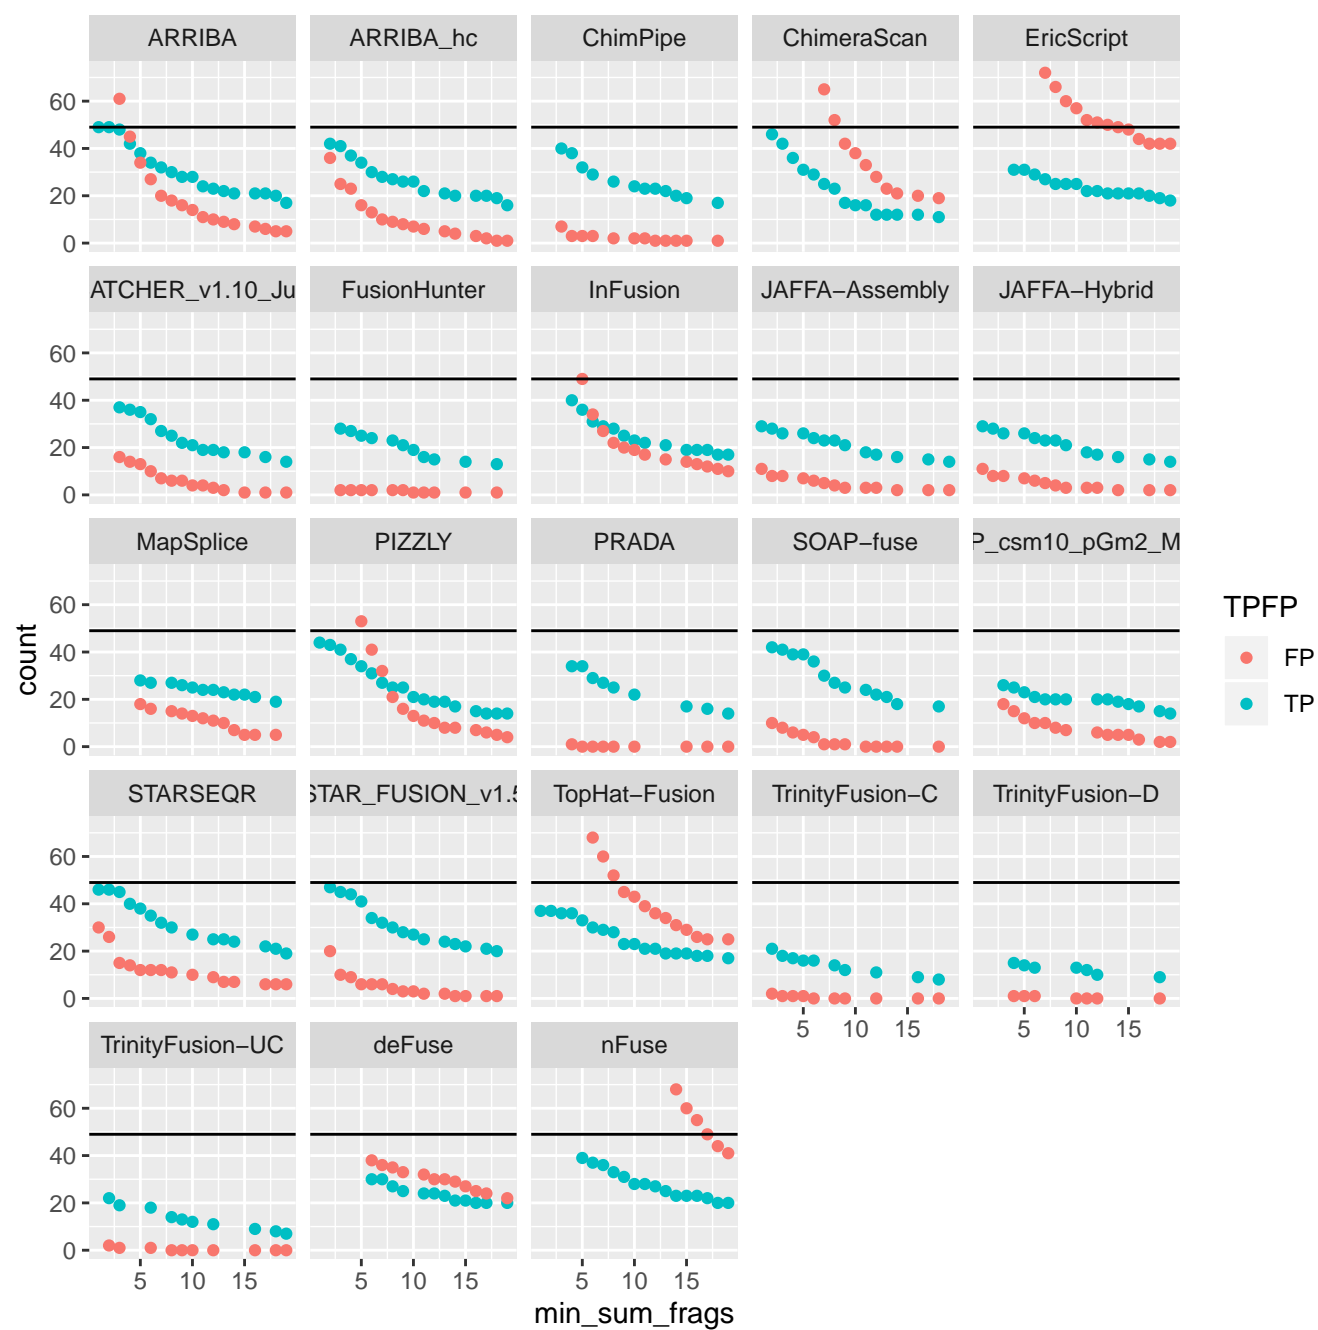 ARRIBA ARRIBA_hc ChimPipe ChimeraScan EricScript
60
40
20
0
ATCHER_v1.10_Ju FusionHunter InFusion JAFFA−Assembly JAFFA−Hybrid
60
40
20
0
MapSplice PIZZLY PRADA SOAP−fuse P_csm10_pGm2_M
60
40
20
0
count
TPFP
FP
TP
STARSEQR STAR_FUSION_v1.5 TopHat−Fusion TrinityFusion−C TrinityFusion−D
60
40
20
0
5 10 15 5 10 15
TrinityFusion−UC deFuse nFuse
60
40
20
0
5 10 15 5 10 15 5 10 15
min_sum_frags